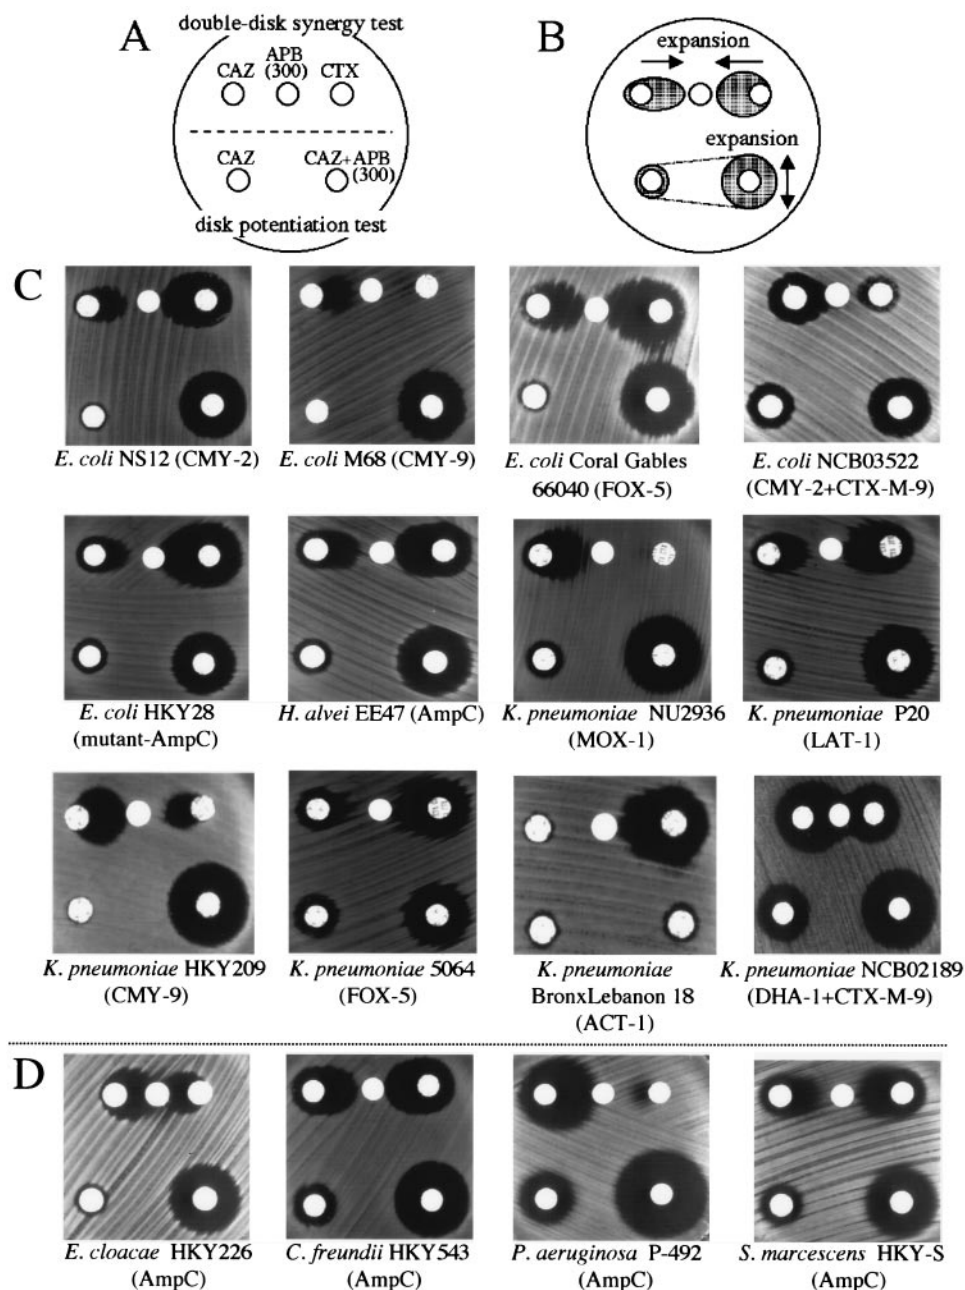 A
double-disk synergy test
CAZ
APB
(300)
CTX
CAZ
CAZ+APB
(300)
disk potentiation test
B
expansion
expansion
C
E. coli NS12 (CMY-2)
E. coli M68 (CMY-9)
E. coli Coral Gables
66040 (FOX-5)
E. coli NCB03522
(CMY-2+CTX-M-9)
E. coli HKY28
(mutant-AmpC)
H. alvei EE47 (AmpC)
K. pneumoniae NU2936
(MOX-1)
K. pneumoniae P20
(LAT-1)
K. pneumoniae HKY209
(CMY-9)
K. pneumoniae 5064
(FOX-5)
K. pneumoniae
BronxLebanon 18
(ACT-1)
K. pneumoniae NCB02189
(DHA-1+CTX-M-9)
D
E. cloacae HKY226
(AmpC)
C. freundii HKY543
(AmpC)
P. aeruginosa P-492
(AmpC)
S. marcescens HKY-S
(AmpC)